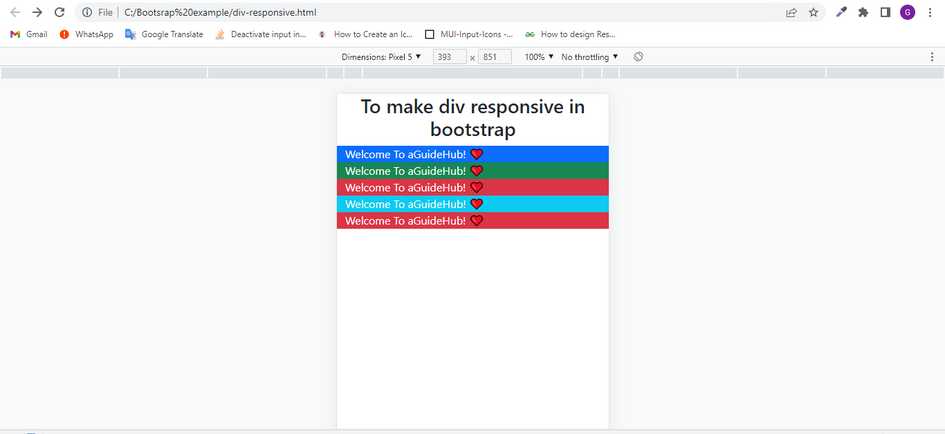 File C:/Bootsrap%20example/div-responsive.html G
Gmail WhatsApp Google Translate Deactivate input in... How to Create an Ic... MUI-Input-Icons -... How to design Res...
Dimensions: Pixel 5 393 x 851 100% No throttling
To make div responsive in
bootstrap
Welcome To aGuideHub!
Welcome To aGuideHub!
Welcome To aGuideHub!
Welcome To aGuideHub!
Welcome To aGuideHub!